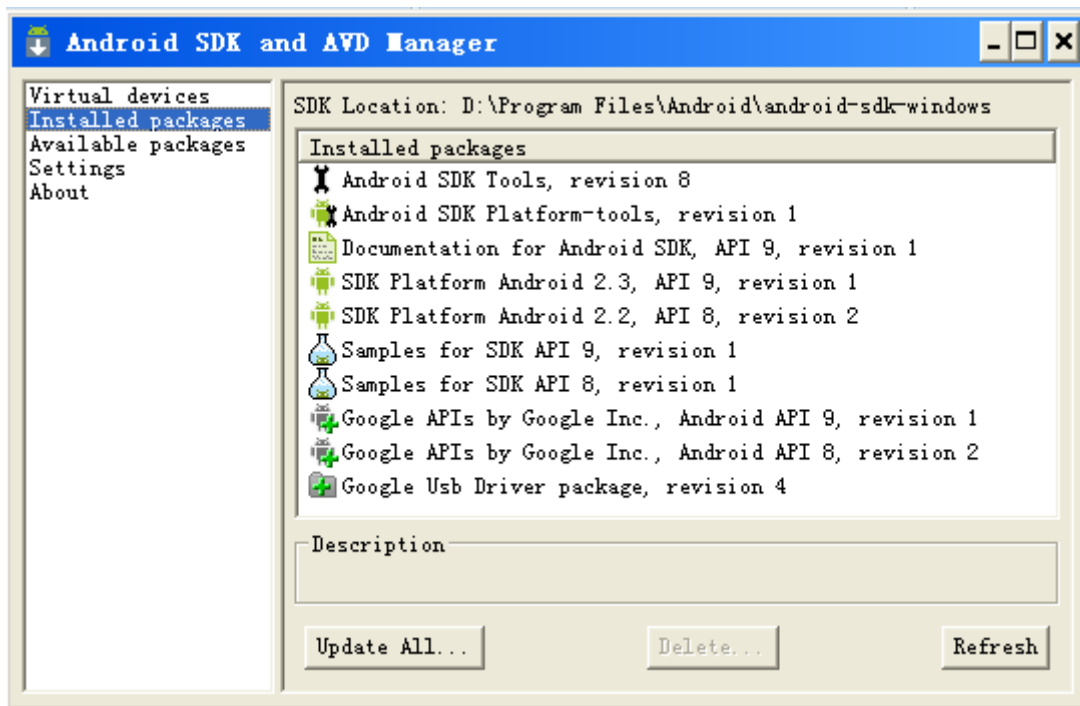 Android SDK and AVD Manager
Virtual devices
Installed packages
Available packages
Settings
About
SDK Location: D:\Program Files\Android\android-sdk-windows
Installed packages
Android SDK Tools, revision 8
Android SDK Platform-tools, revision 1
Documentation for Android SDK, API 9, revision 1
SDK Platform Android 2.3, API 9, revision 1
SDK Platform Android 2.2, API 8, revision 2
Samples for SDK API 9, revision 1
Samples for SDK API 8, revision 1
Google APIs by Google Inc., Android API 9, revision 1
Google APIs by Google Inc., Android API 8, revision 2
Google Usb Driver package, revision 4
Description
Update All...
Delete...
Refresh